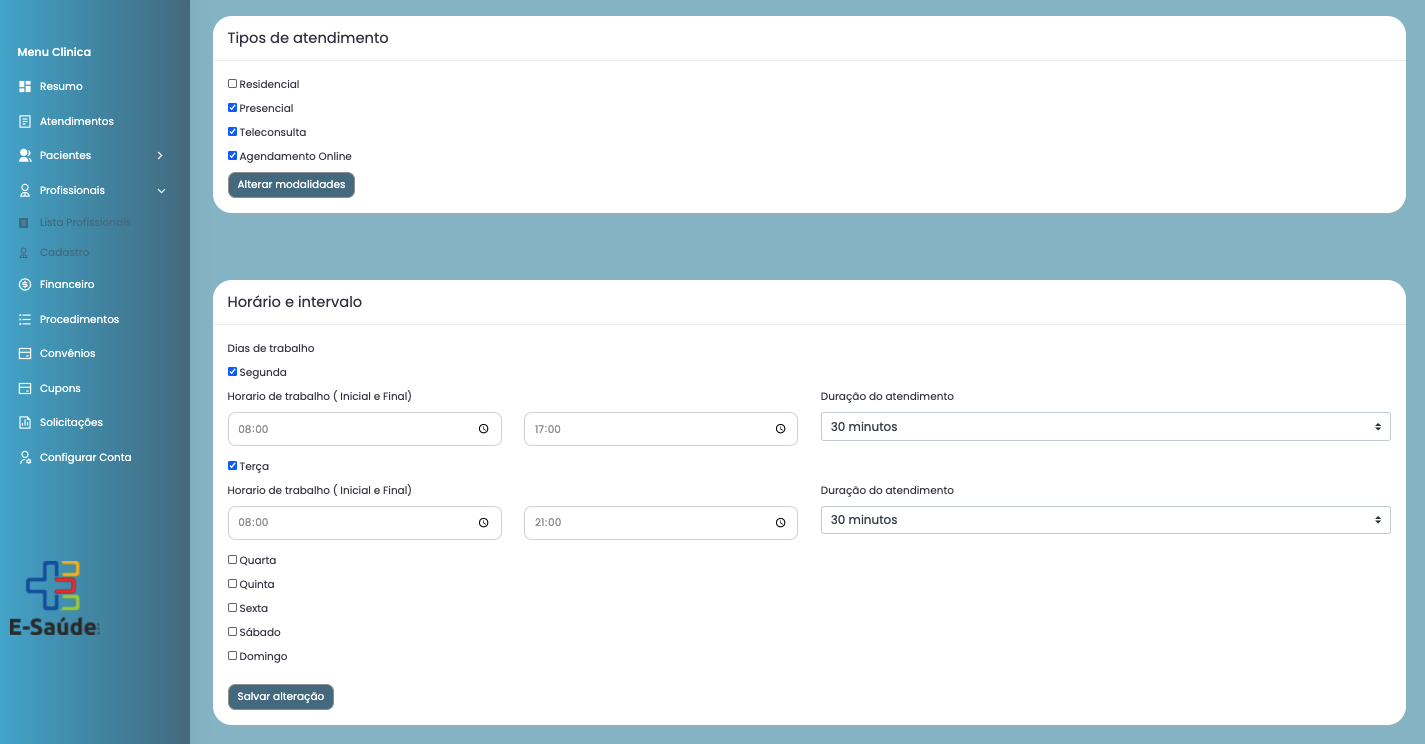 Menu Clinica
Resumo
Atendimentos
Pacientes
Profissionais
Lista Profissionais
Cadastro
Financeiro
Procedimentos
Convênios
Cupons
Solicitações
Configurar Conta
E-Saúde
Tipos de atendimento
Residencial
Presencial
Teleconsulta
Agendamento Online
Alterar modalidades
Horário e intervalo
Dias de trabalho
Segunda
Horario de trabalho ( Inicial e Final) Duração do atendimento
08:00 17:00 30 minutos
Terça
Horario de trabalho ( Inicial e Final) Duração do atendimento
08:00 21:00 30 minutos
Quarta
Quinta
Sexta
Sábado
Domingo
Salvar alteração